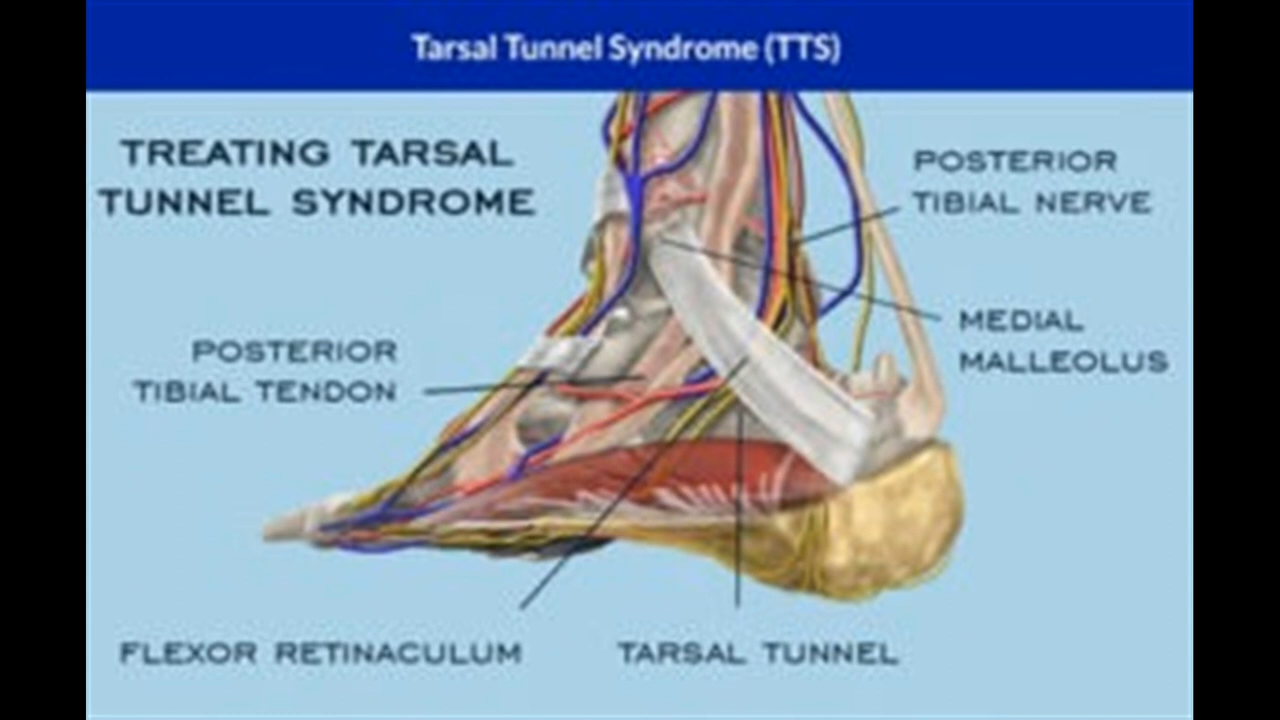 Tarsal Tunnel Syndrome (TTS)
TREATING TARSAL
TUNNEL SYNDROME
POSTERIOR
TIBIAL NERVE
MEDIAL
MALLEOLUS
POSTERIOR
TIBIAL TENDON
FLEXOR RETINACULUM
TARSAL TUNNEL